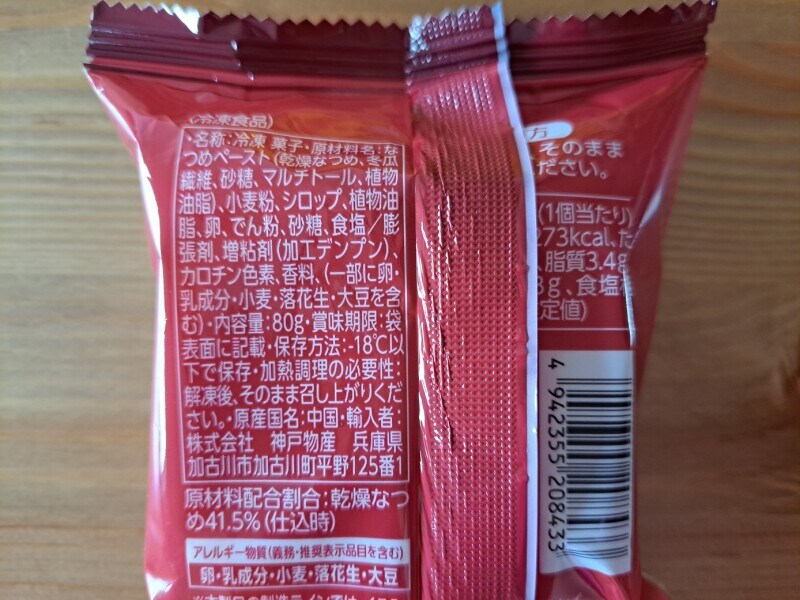 (冷凍食品)
・名称:冷凍 菓子・原材料名:な
つめペースト(乾燥なつめ、冬瓜
繊維、砂糖、マルチトール、植物
油脂)、小麦粉、シロップ、植物油
脂、卵、でん粉、砂糖、食塩/膨
張剤、増粘剤(加工デンプン)、
カロチン色素、香料、(一部に卵・
乳成分・小麦・落花生・大豆を含
む)・内容量:80g・賞味期限:袋
表面に記載・保存方法:-18℃以
下で保存・加熱調理の必要性:
解凍後、そのまま召し上がりくだ
さい。・原産国名:中国・輸入者:
株式会社 神戸物産 兵庫県
加古川市加古川町平野125番1
原材料配合割合:乾燥なつ
め41.5%(仕込時)
アレルギー物質(義務・推奨表示品目を含む)
卵・乳成分・小麦・落花生・大豆
方
そのまま
ださい。
(1個当たり)
273kcal、た
、脂質3.4g
g、食塩
定値)
4 942355 208433